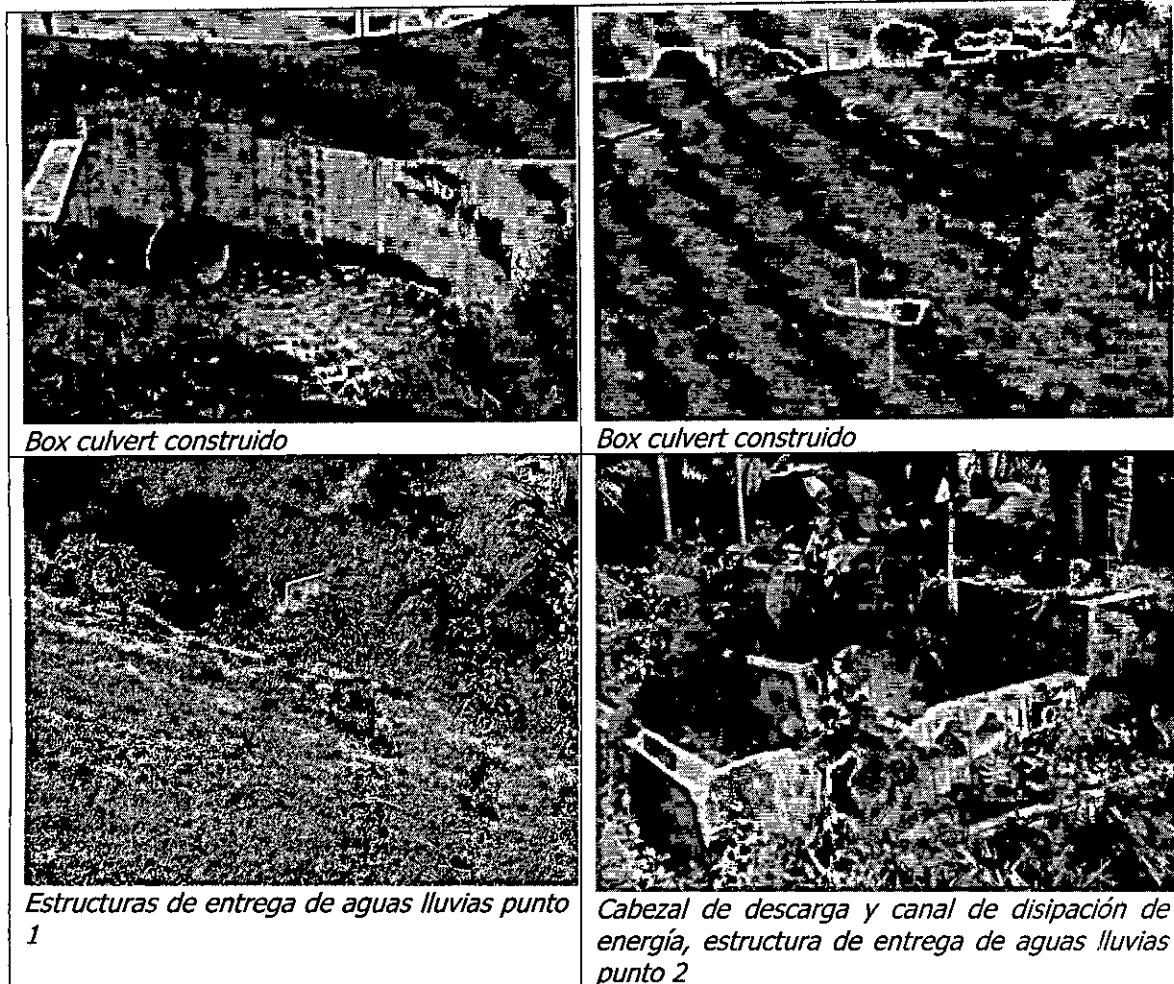 Box culvert construido
Box culvert construido
Estructuras de entrega de aguas lluvias punto
1
Cabezal de descarga y canal de disipación de
energía, estructura de entrega de aguas lluvias
punto 2